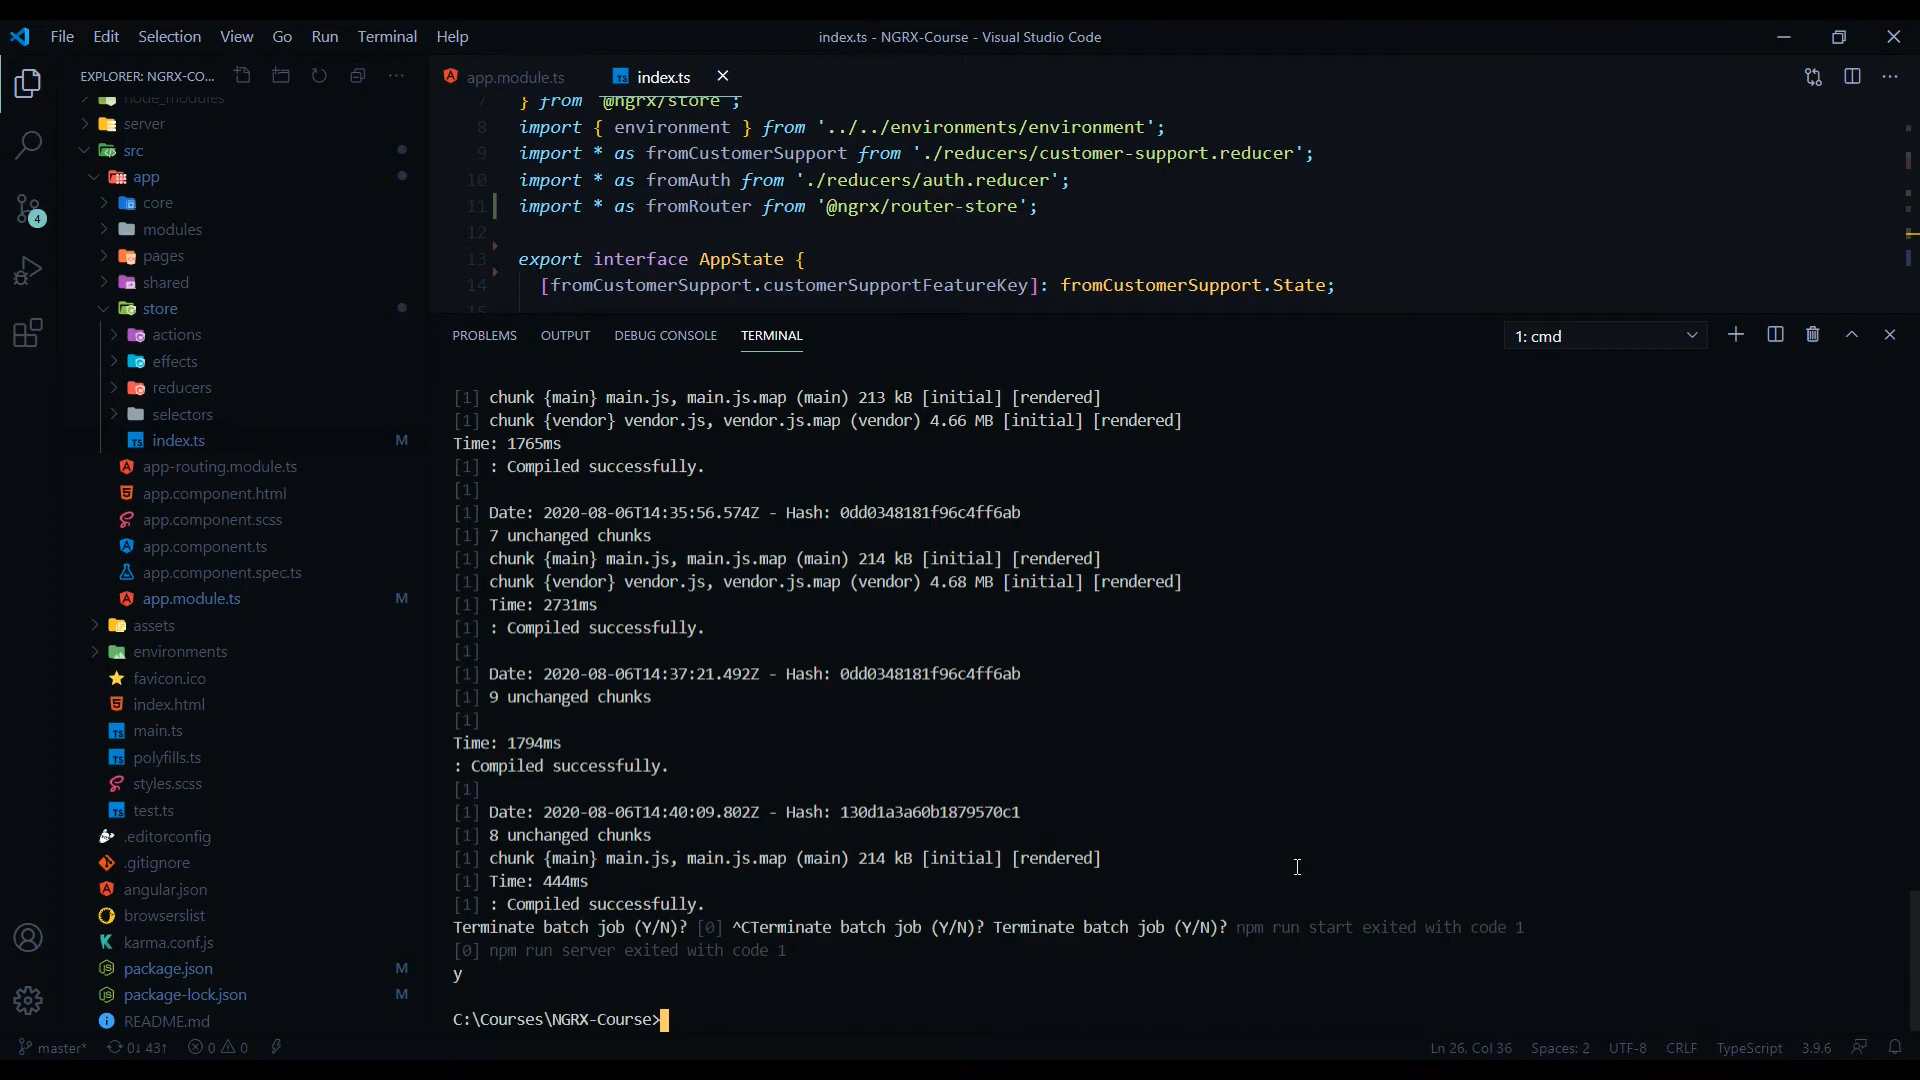 File Edit Selection View Go Run Terminal Help
index.ts - NGRX-Course - Visual Studio Code
EXPLORER: NGRX-CO...
node_modules
server
src
app
core
modules
pages
shared
store
actions
effects
reducers
selectors
index.ts M
app-routing.module.ts
app.component.html
app.component.scss
app.component.ts
app.component.spec.ts
app.module.ts M
assets
environments
favicon.ico
index.html
main.ts
polyfills.ts
styles.scss
test.ts
.editorconfig
.gitignore
angular.json
browserslist
karma.conf.js
package.json M
package-lock.json M
README.md
4
app.module.ts
index.ts
7 } from '@ngrx/store';
8 import { environment } from '../../environments/environment';
9 import * as fromCustomerSupport from './reducers/customer-support.reducer';
10 import * as fromAuth from './reducers/auth.reducer';
11 import * as fromRouter from '@ngrx/router-store';
12
13 export interface AppState {
14 [fromCustomerSupport.customerSupportFeatureKey]: fromCustomerSupport.State;
15
PROBLEMS OUTPUT DEBUG CONSOLE TERMINAL
1: cmd
[1] chunk {main} main.js, main.js.map (main) 213 kB [initial] [rendered]
[1] chunk {vendor} vendor.js, vendor.js.map (vendor) 4.66 MB [initial] [rendered]
Time: 1765ms
[1] : Compiled successfully.
[1]
[1] Date: 2020-08-06T14:35:56.574Z - Hash: 0dd0348181f96c4ff6ab
[1] 7 unchanged chunks
[1] chunk {main} main.js, main.js.map (main) 214 kB [initial] [rendered]
[1] chunk {vendor} vendor.js, vendor.js.map (vendor) 4.68 MB [initial] [rendered]
[1] Time: 2731ms
[1] : Compiled successfully.
[1]
[1] Date: 2020-08-06T14:37:21.492Z - Hash: 0dd0348181f96c4ff6ab
[1] 9 unchanged chunks
[1]
Time: 1794ms
: Compiled successfully.
[1]
[1] Date: 2020-08-06T14:40:09.802Z - Hash: 130d1a3a60b1879570c1
[1] 8 unchanged chunks
[1] chunk {main} main.js, main.js.map (main) 214 kB [initial] [rendered]
[1] Time: 444ms
[1] : Compiled successfully.
Terminate batch job (Y/N)? [0] ^CTerminate batch job (Y/N)? Terminate batch job (Y/N)? npm run start exited with code 1
[0] npm run server exited with code 1
y
C:\Courses\NGRX-Course>
master* 0↓ 43↑ 0 0
Ln 26, Col 36 Spaces: 2 UTF-8 CRLF TypeScript 3.9.6